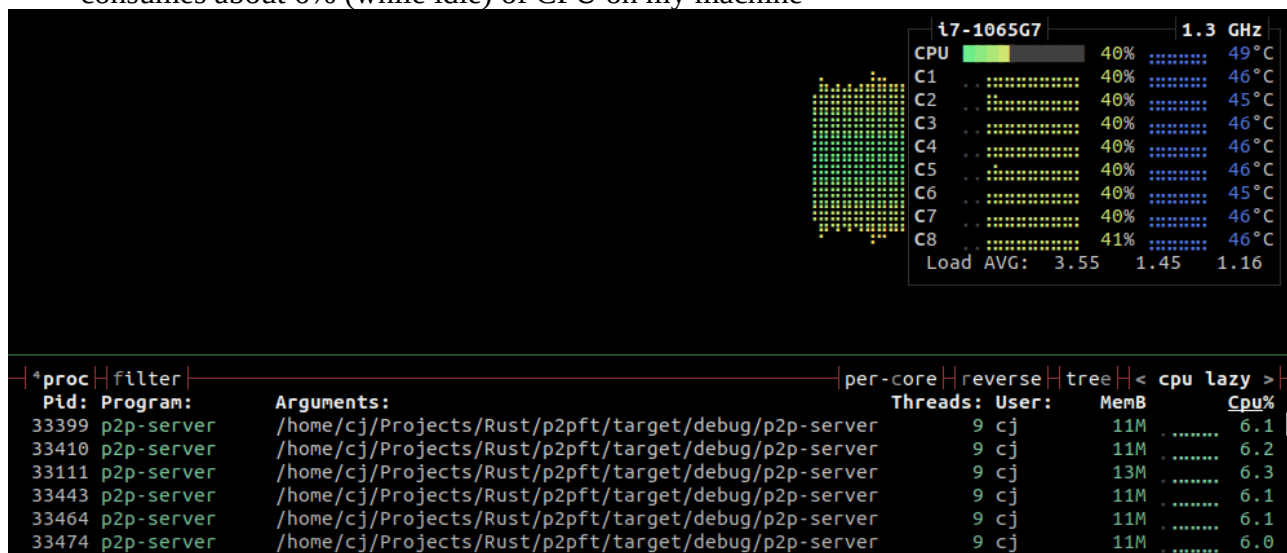 consumes about 6% (while idle) of CPU on my machine
i7-1065G7 1.3 GHz
CPU 40% 49°C
C1 40% 46°C
C2 40% 45°C
C3 40% 46°C
C4 40% 46°C
C5 40% 46°C
C6 40% 45°C
C7 40% 46°C
C8 41% 46°C
Load AVG: 3.55 1.45 1.16
⁴proc filter per-core reverse tree < cpu lazy >
Pid: Program: Arguments: Threads: User: MemB Cpu%
33399 p2p-server /home/cj/Projects/Rust/p2pft/target/debug/p2p-server 9 cj 11M 6.1
33410 p2p-server /home/cj/Projects/Rust/p2pft/target/debug/p2p-server 9 cj 11M 6.2
33111 p2p-server /home/cj/Projects/Rust/p2pft/target/debug/p2p-server 9 cj 13M 6.3
33443 p2p-server /home/cj/Projects/Rust/p2pft/target/debug/p2p-server 9 cj 11M 6.1
33464 p2p-server /home/cj/Projects/Rust/p2pft/target/debug/p2p-server 9 cj 11M 6.1
33474 p2p-server /home/cj/Projects/Rust/p2pft/target/debug/p2p-server 9 cj 11M 6.0